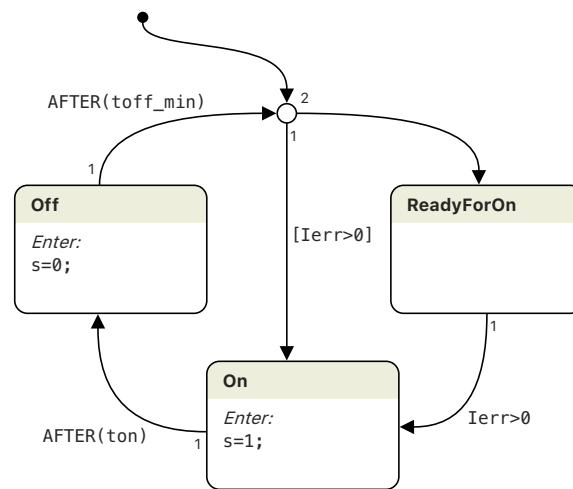 AFTER(toff_min)
2
1
1
Off
Enter:
s=0;
[Ierr>0]
ReadyForOn
1
On
Enter:
s=1;
AFTER(ton)
1
Ierr>0